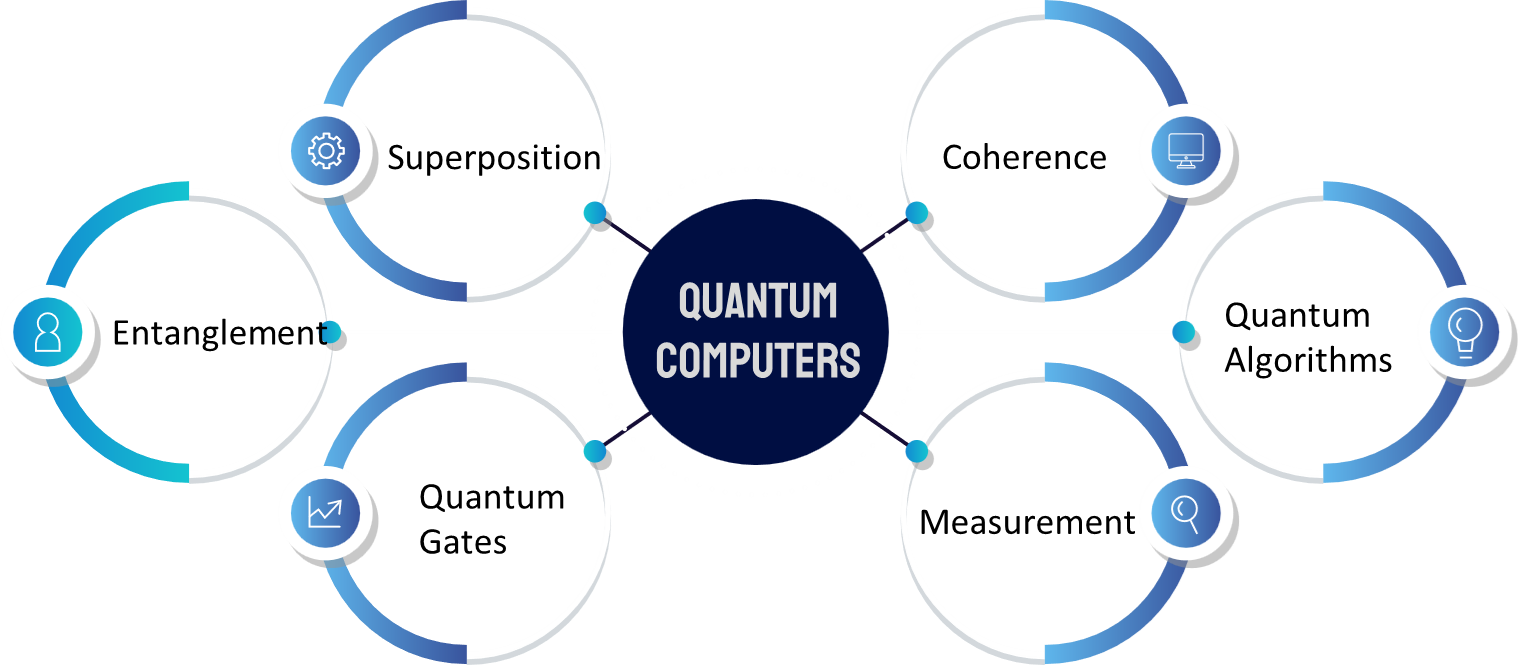 Superposition
Coherence
Entanglement
QUANTUM
COMPUTERS
Quantum
Algorithms
Quantum
Gates
Measurement